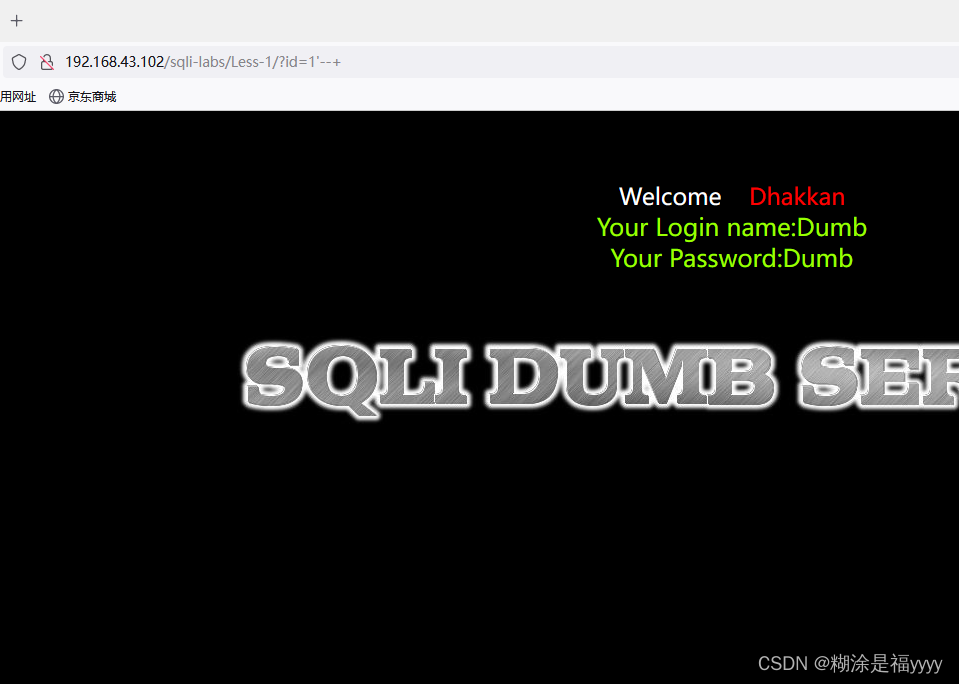 192.168.43.102/sqli-labs/Less-1/?id=1'--+
用网址 京东商城
Welcome Dhakkan
Your Login name:Dumb
Your Password:Dumb
SQLI DUMB SER
CSDN @糊涂是福yyyy